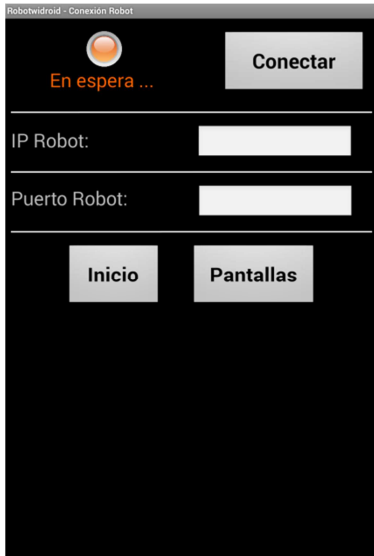 Robotwidroid - Conexión Robot
En espera ...
Conectar
IP Robot:
Puerto Robot:
Inicio
Pantallas